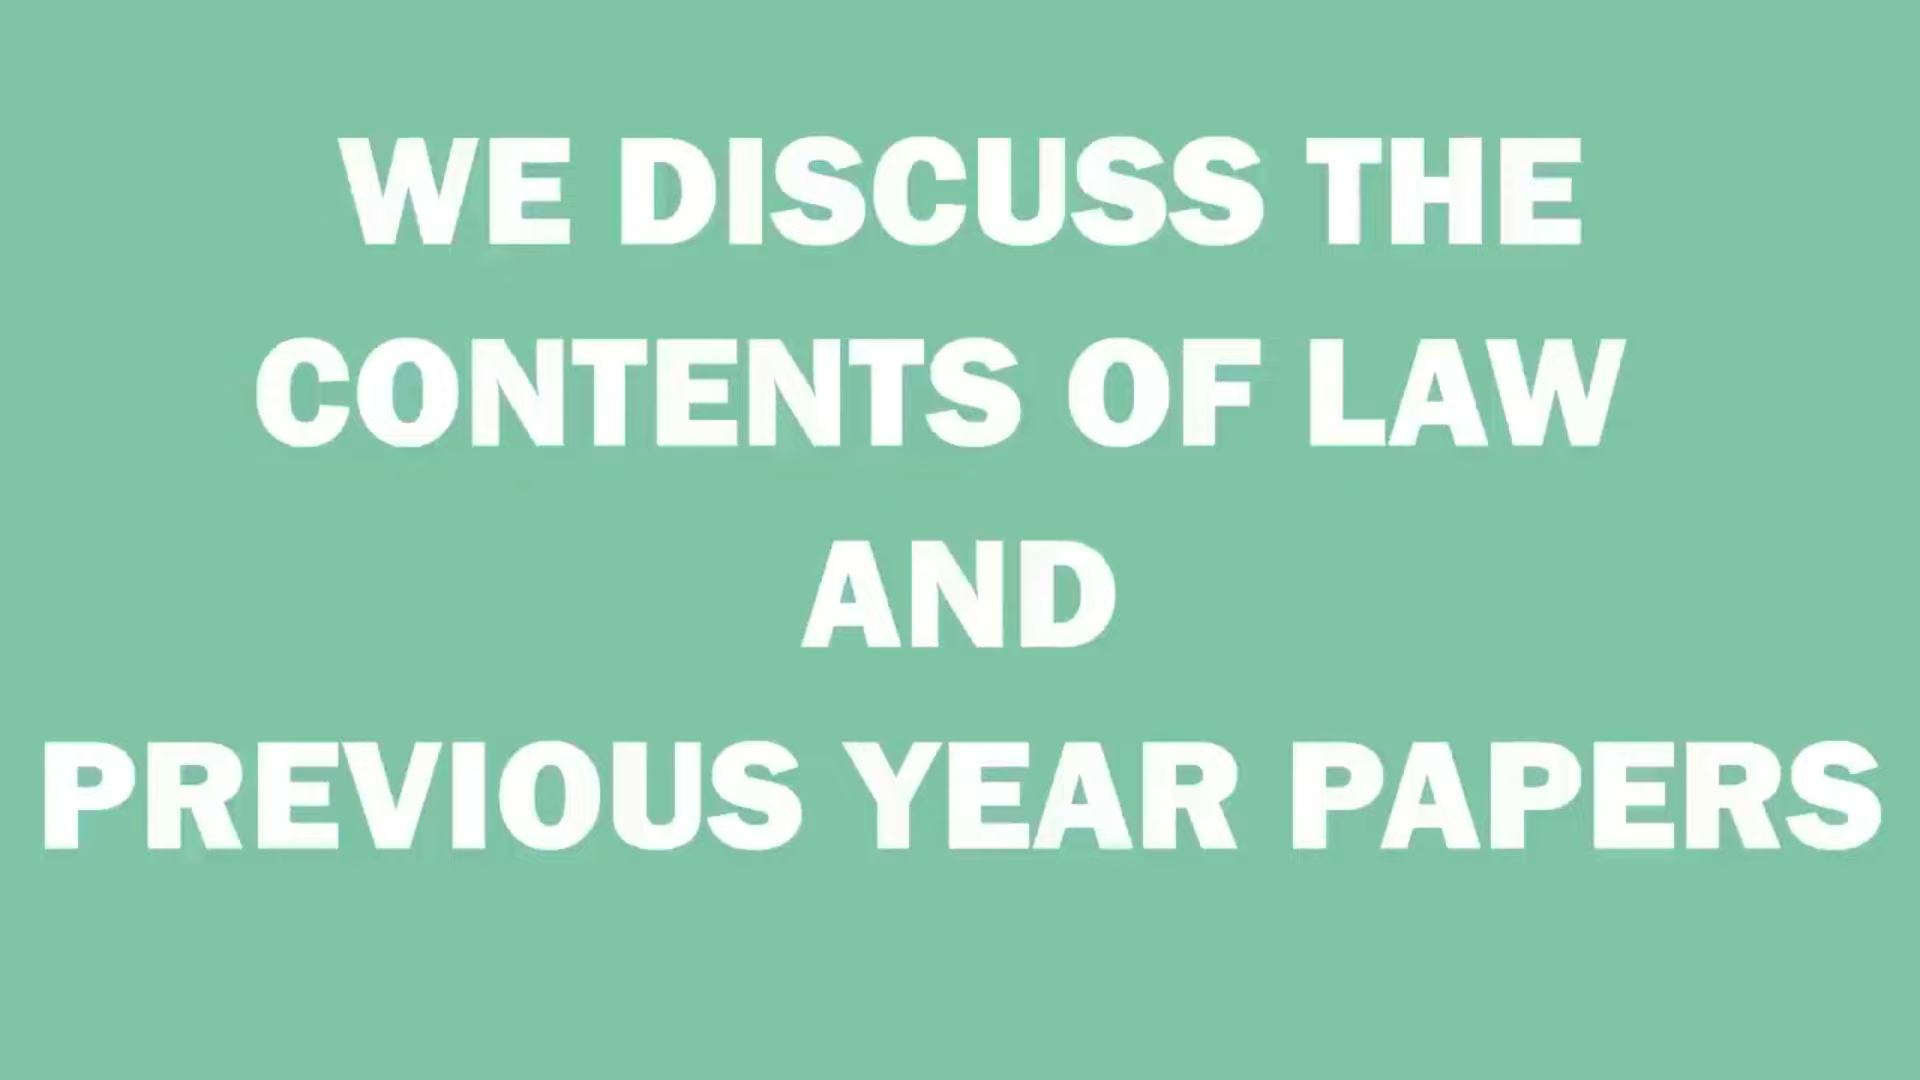 WE DISCUSS THE
CONTENTS OF LAW
AND
PREVIOUS YEAR PAPERS